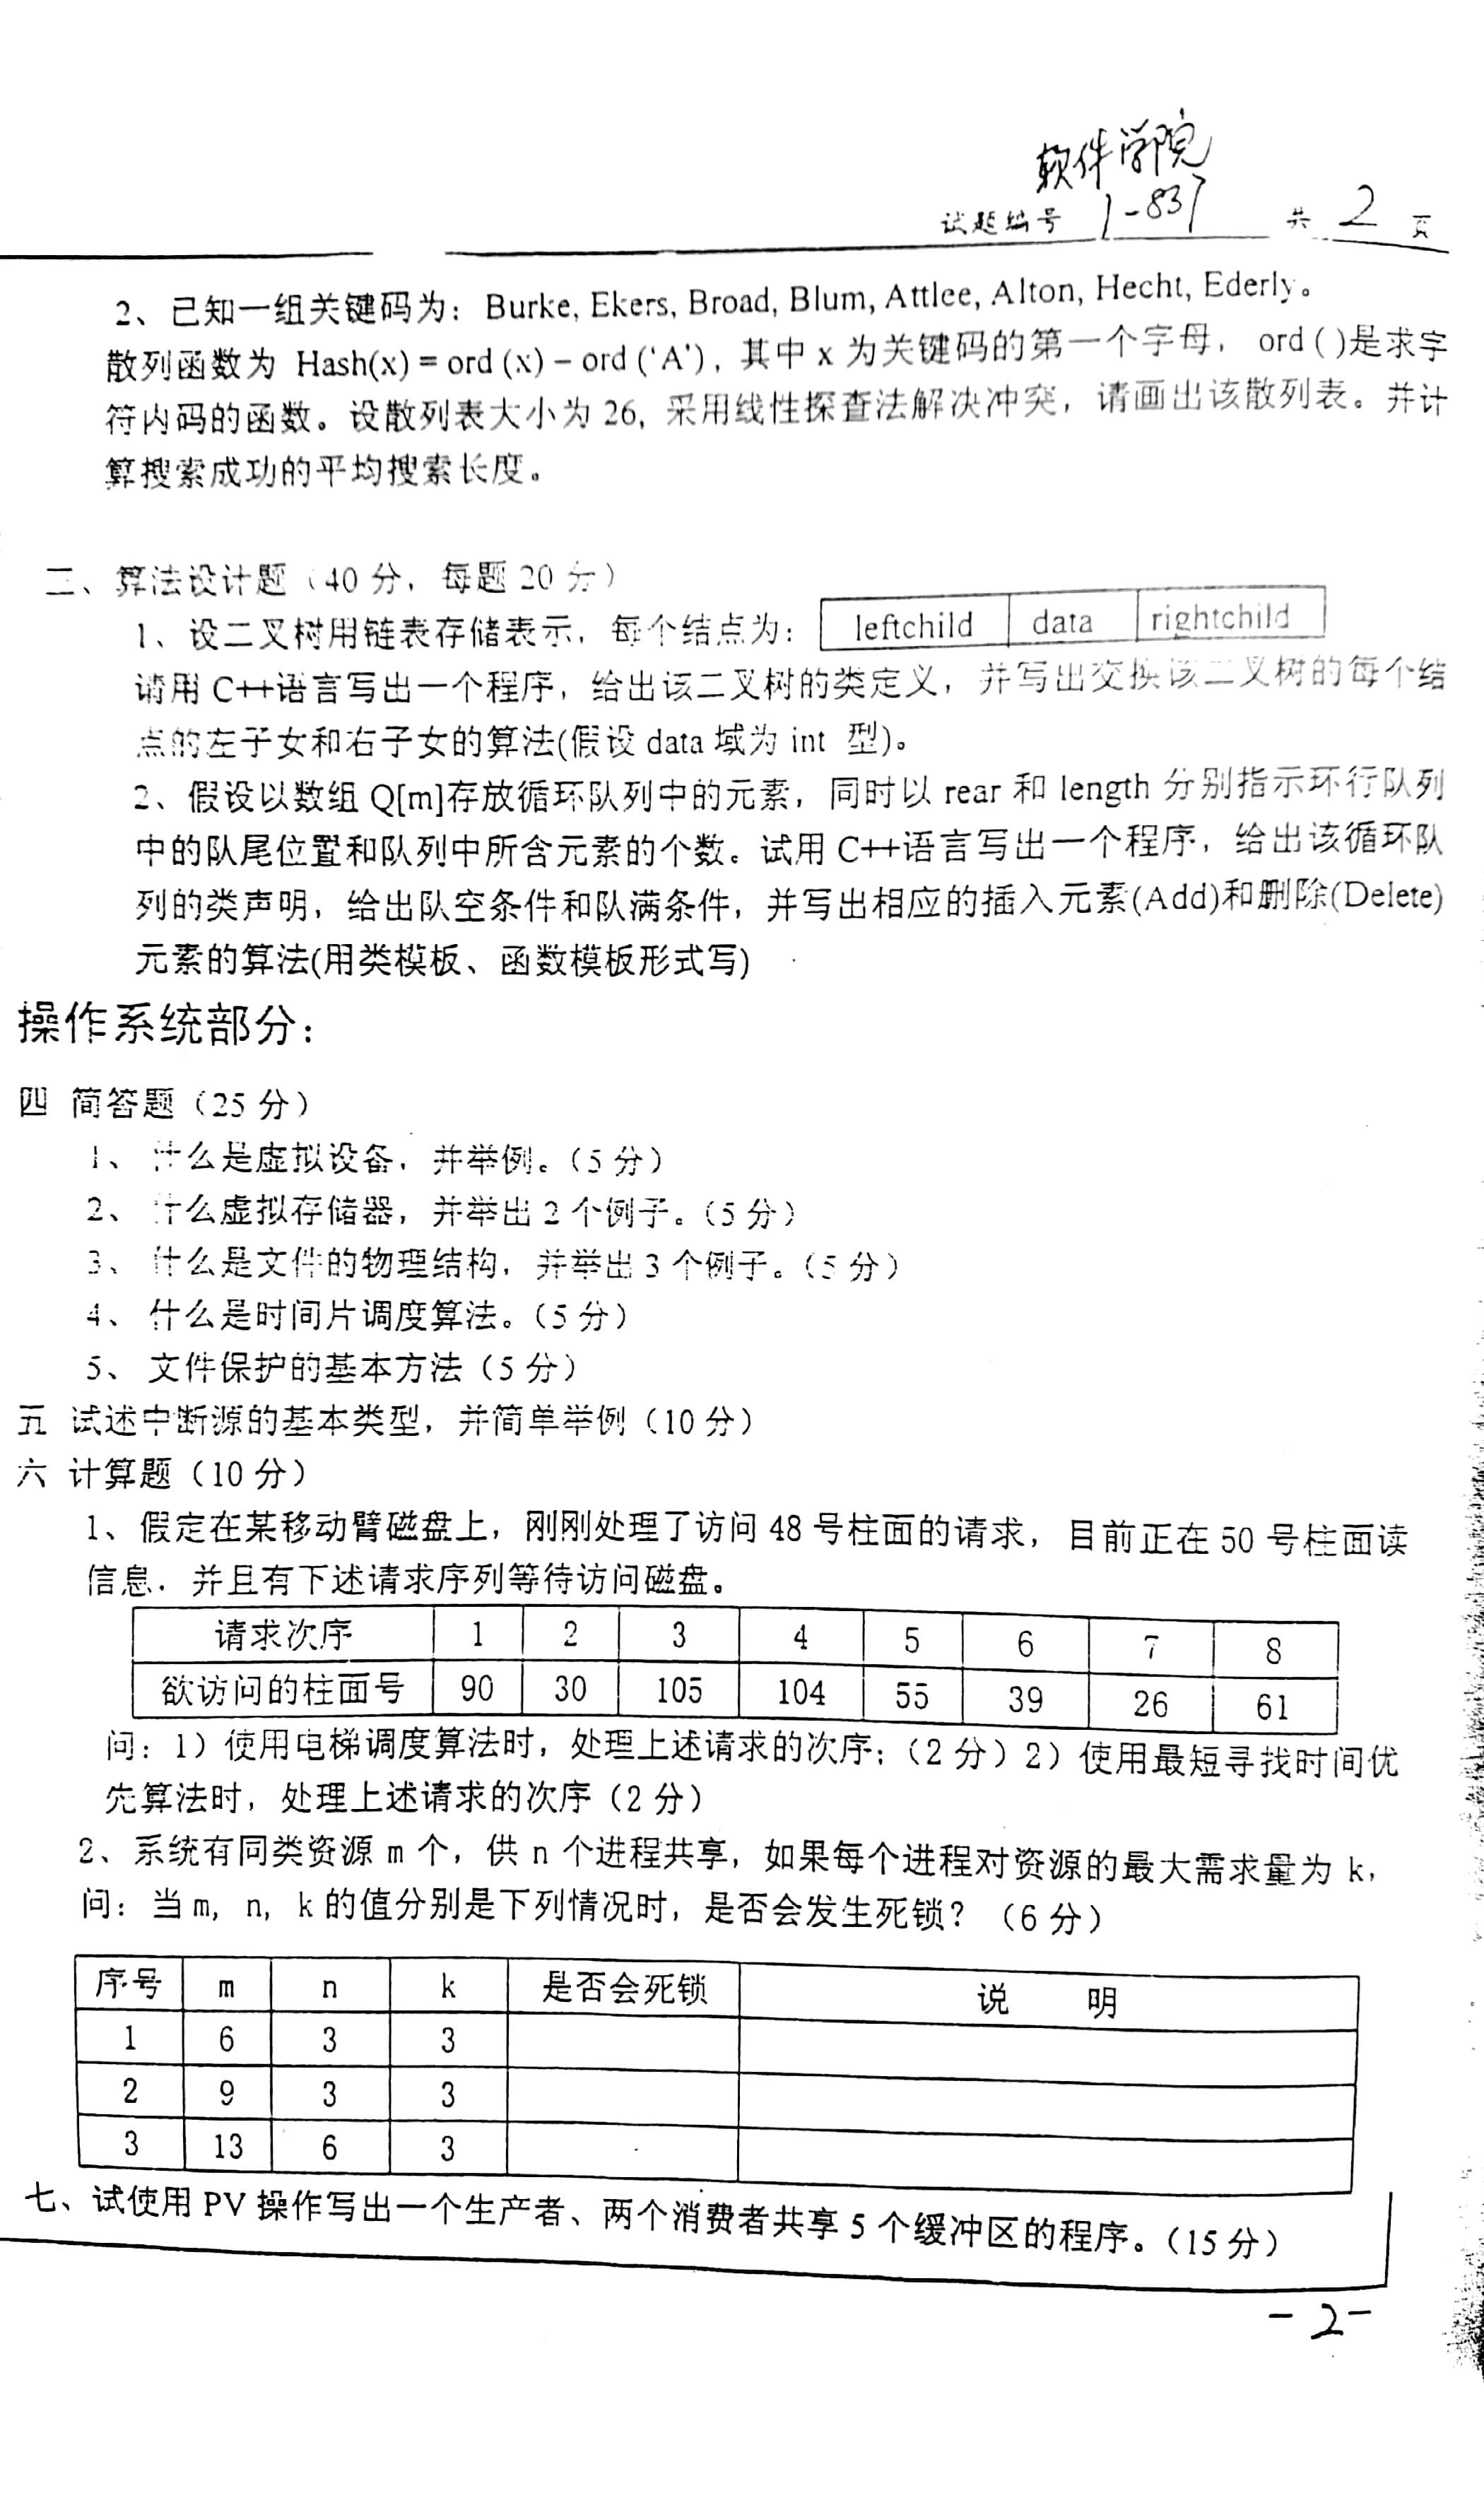 软件学院
试题编号 1-837 共 2 页
2、已知一组关键码为：Burke, Ekers, Broad, Blum, Attlee, Alton, Hecht, Ederly。
散列函数为 Hash(x) = ord (x) – ord (‘A’)，其中 x 为关键码的第一个字母， ord ( )是求字
符内码的函数。设散列表大小为 26, 采用线性探查法解决冲突，请画出该散列表。并计
算搜索成功的平均搜索长度。
二、算法设计题（40 分，每题 20 分）
1、设二叉树用链表存储表示，每个结点为： leftchild data rightchild
请用 C++语言写出一个程序，给出该二叉树的类定义，并写出交换该二叉树的每个结
点的左子女和右子女的算法(假设 data 域为 int 型)。
2、假设以数组 Q[m]存放循环队列中的元素，同时以 rear 和 length 分别指示环行队列
中的队尾位置和队列中所含元素的个数。试用 C++语言写出一个程序，给出该循环队
列的类声明，给出队空条件和队满条件，并写出相应的插入元素(Add)和删除(Delete)
元素的算法(用类模板、函数模板形式写)
操作系统部分：
四 简答题（25 分）
1、 什么是虚拟设备，并举例。（5 分）
2、 什么虚拟存储器，并举出 2 个例子。（5 分）
3、 什么是文件的物理结构，并举出 3 个例子。（5 分）
4、 什么是时间片调度算法。（5 分）
5、 文件保护的基本方法（5 分）
五 试述中断源的基本类型，并简单举例（10 分）
六 计算题（10 分）
1、假定在某移动臂磁盘上，刚刚处理了访问 48 号柱面的请求，目前正在 50 号柱面读
信息，并且有下述请求序列等待访问磁盘。
请求次序 1 2 3 4 5 6 7 8
欲访问的柱面号 90 30 105 104 55 39 26 61
问：1）使用电梯调度算法时，处理上述请求的次序；（2 分）2）使用最短寻找时间优
先算法时，处理上述请求的次序（2 分）
2、系统有同类资源 m 个，供 n 个进程共享，如果每个进程对资源的最大需求量为 k，
问：当 m, n, k 的值分别是下列情况时，是否会发生死锁？（6 分）
序号 m n k 是否会死锁 说 明
1 6 3 3
2 9 3 3
3 13 6 3
七、试使用 PV 操作写出一个生产者、两个消费者共享 5 个缓冲区的程序。（15 分）
- 2 -